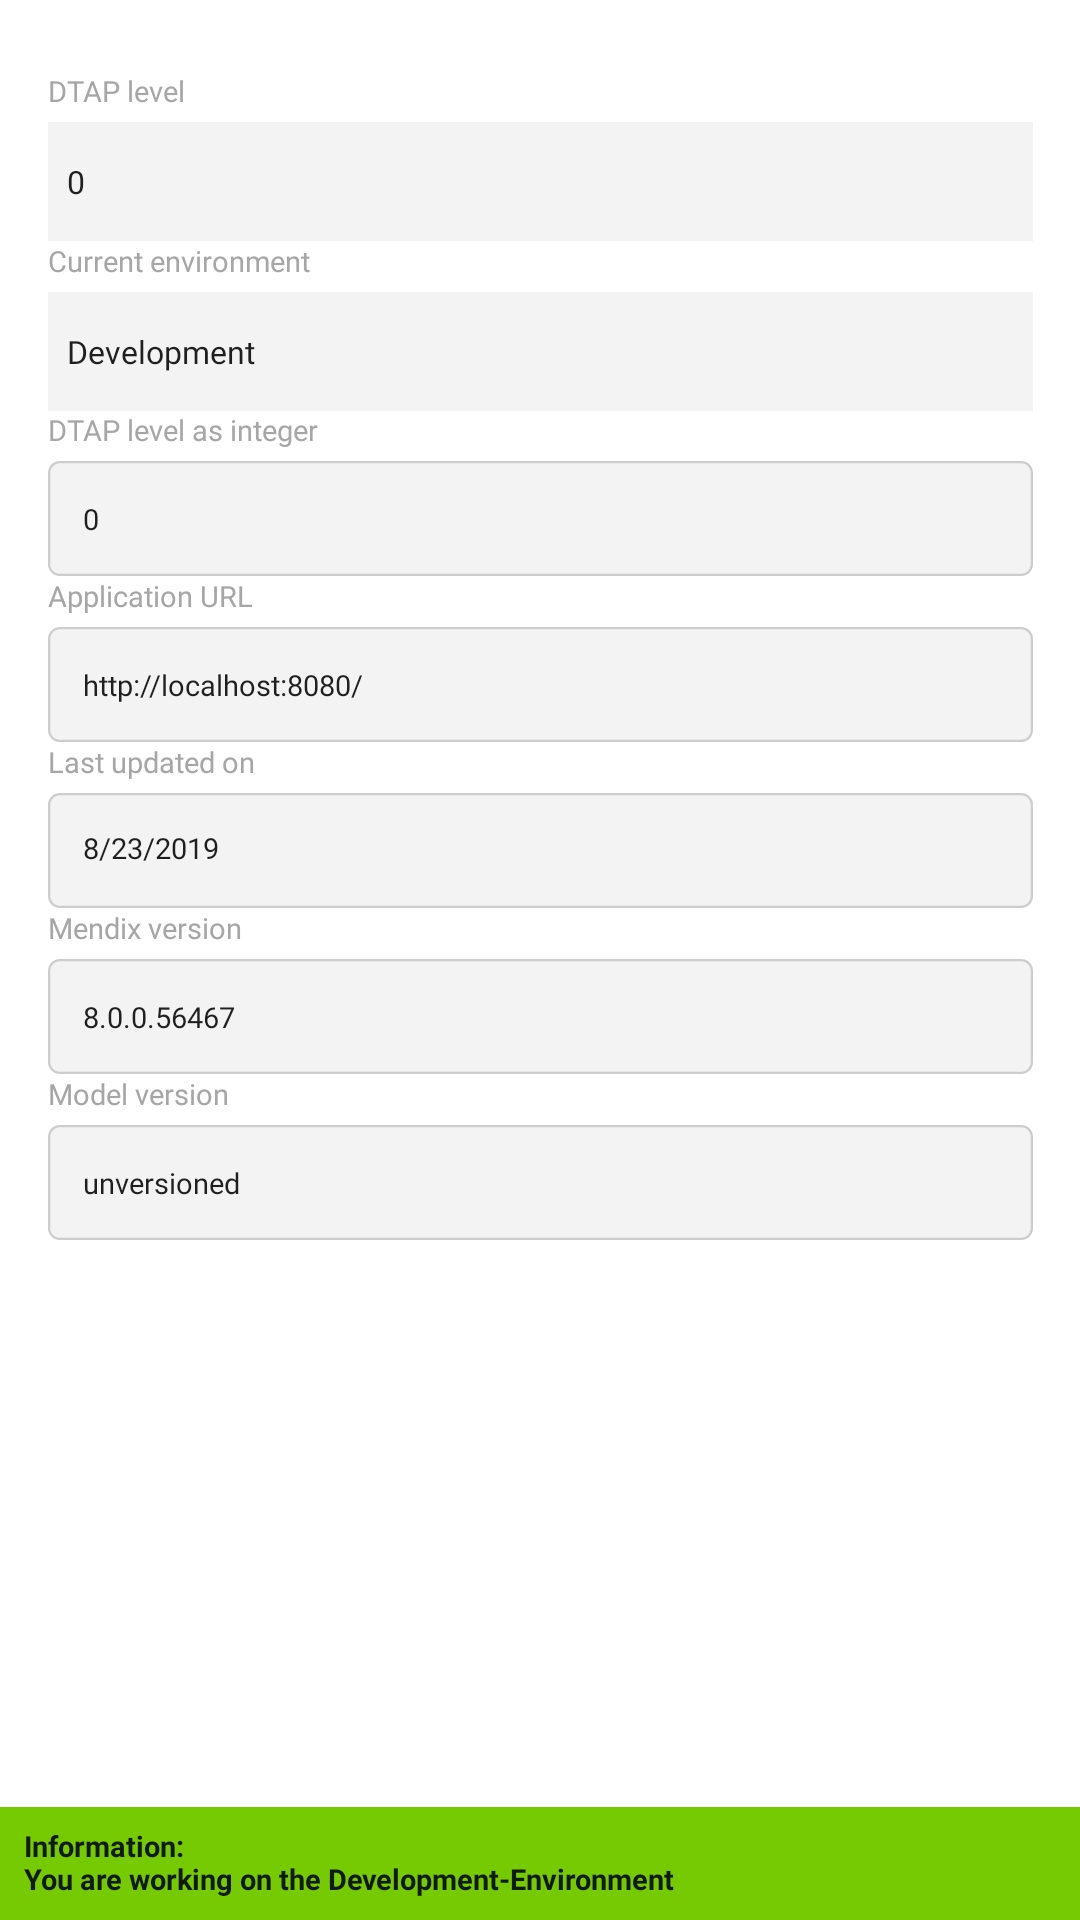 DTAP level
0
Current environment
Development
DTAP level as integer
0
Application URL
http://localhost:8080/
Last updated on
8/23/2019
Mendix version
8.0.0.56467
Model version
unversioned
Information:
You are working on the Development-Environment